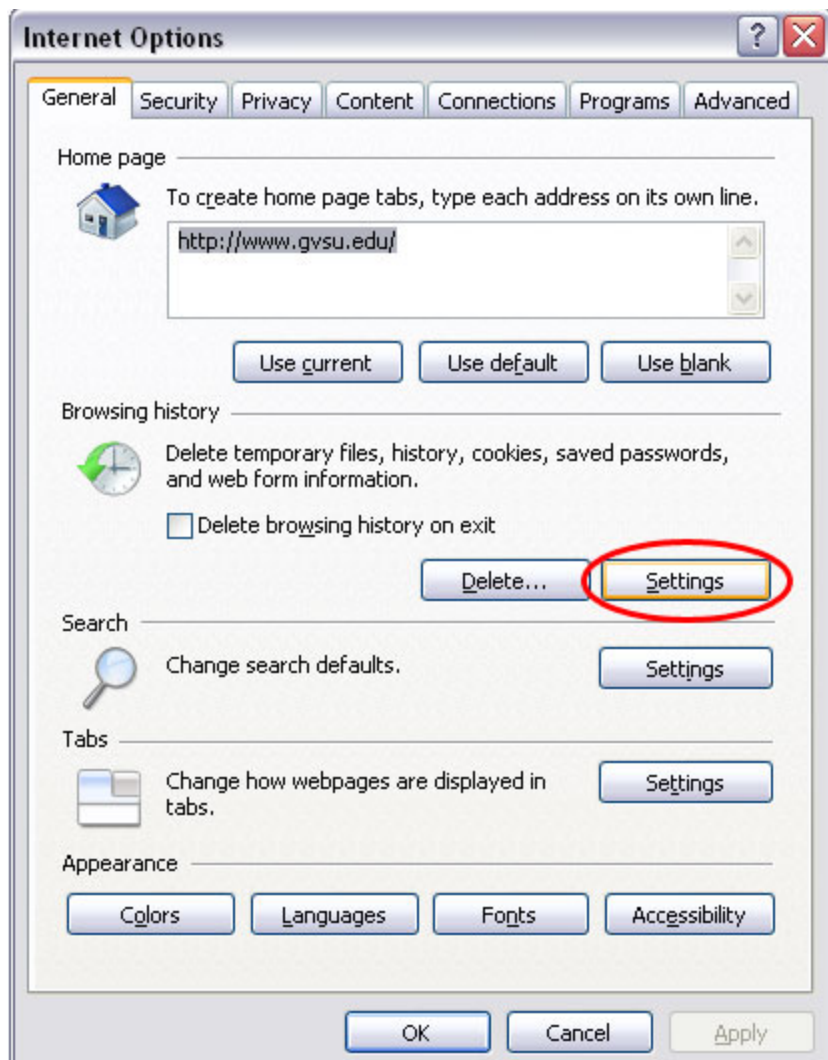 Internet Options
General Security Privacy Content Connections Programs Advanced
Home page
To create home page tabs, type each address on its own line.
http://www.gvsu.edu/
Use current Use default Use blank
Browsing history
Delete temporary files, history, cookies, saved passwords,
and web form information.
Delete browsing history on exit
Delete... Settings
Search
Change search defaults. Settings
Tabs
Change how webpages are displayed in
tabs.
Settings
Appearance
Colors Languages Fonts Accessibility
OK Cancel Apply